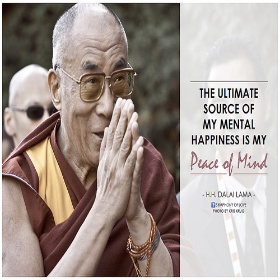 THE ULTIMATE
SOURCE OF
MY MENTAL
HAPPINESS IS MY
Peace of Mind
- H.H. DALAI LAMA -